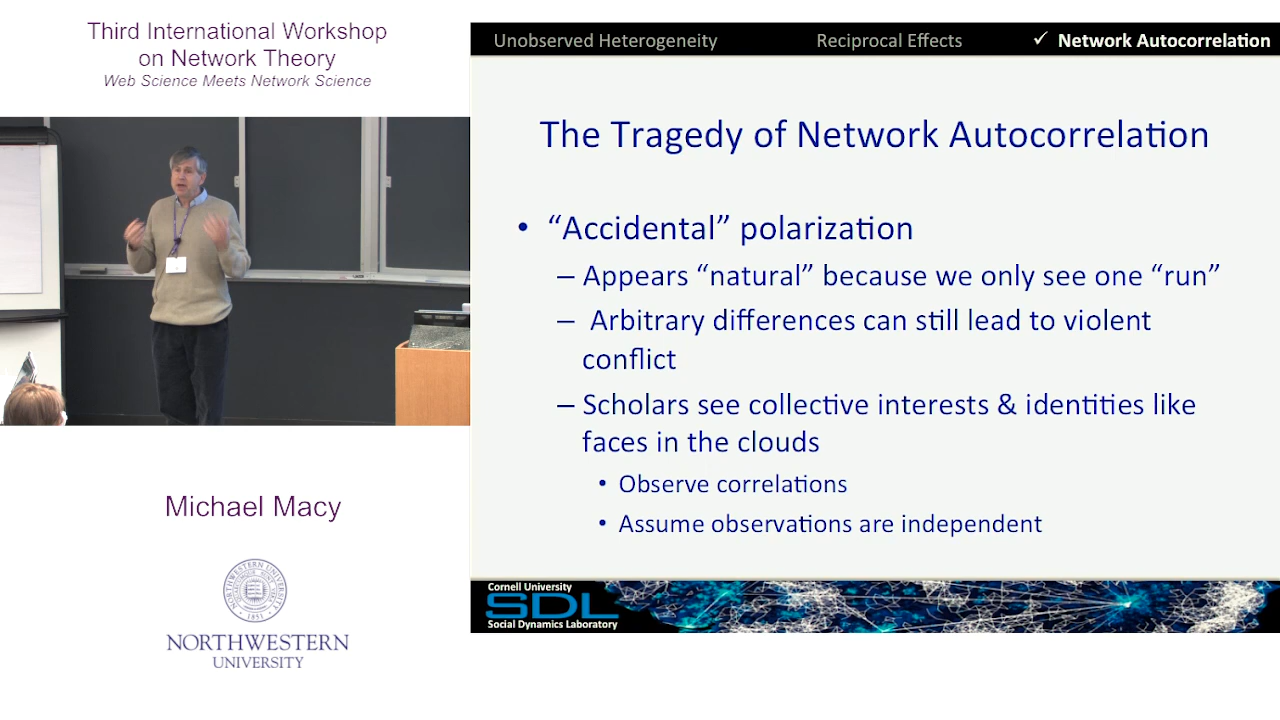 Third International Workshop
on Network Theory
Web Science Meets Network Science
Unobserved Heterogeneity
Reciprocal Effects
✓ Network Autocorrelation
The Tragedy of Network Autocorrelation
• “Accidental” polarization
– Appears “natural” because we only see one “run”
– Arbitrary differences can still lead to violent
conflict
– Scholars see collective interests & identities like
faces in the clouds
• Observe correlations
• Assume observations are independent
Michael Macy
NORTHWESTERN UNIVERSITY
1851
NORTHWESTERN
UNIVERSITY
Cornell University
SDL
Social Dynamics Laboratory